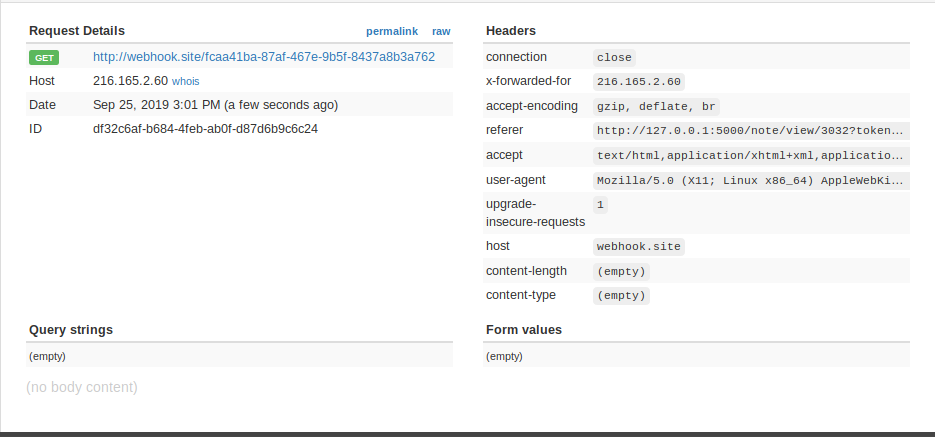 Request Details permalink raw
GET http://webhook.site/fcaa41ba-87af-467e-9b5f-8437a8b3a762
Host 216.165.2.60 whois
Date Sep 25, 2019 3:01 PM (a few seconds ago)
ID df32c6af-b684-4feb-ab0f-d87d6b9c6c24
Headers
connection close
x-forwarded-for 216.165.2.60
accept-encoding gzip, deflate, br
referer http://127.0.0.1:5000/note/view/3032?token...
accept text/html,application/xhtml+xml,applicatio...
user-agent Mozilla/5.0 (X11; Linux x86_64) AppleWebKi...
upgrade-
insecure-requests 1
host webhook.site
content-length (empty)
content-type (empty)
Query strings
(empty)
(no body content)
Form values
(empty)